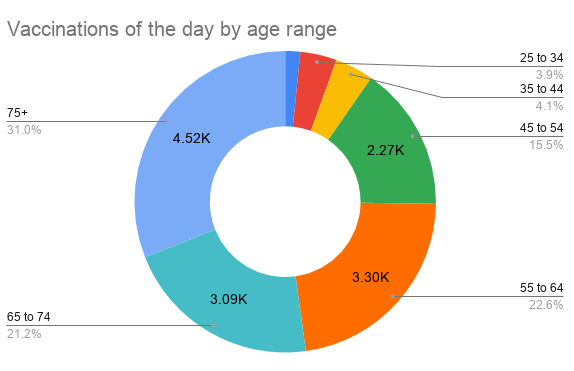 Vaccinations of the day by age range
25 to 34
3.9%
35 to 44
4.1%
45 to 54
15.5%
55 to 64
22.6%
65 to 74
21.2%
75+
31.0%
2.27K
3.30K
3.09K
4.52K